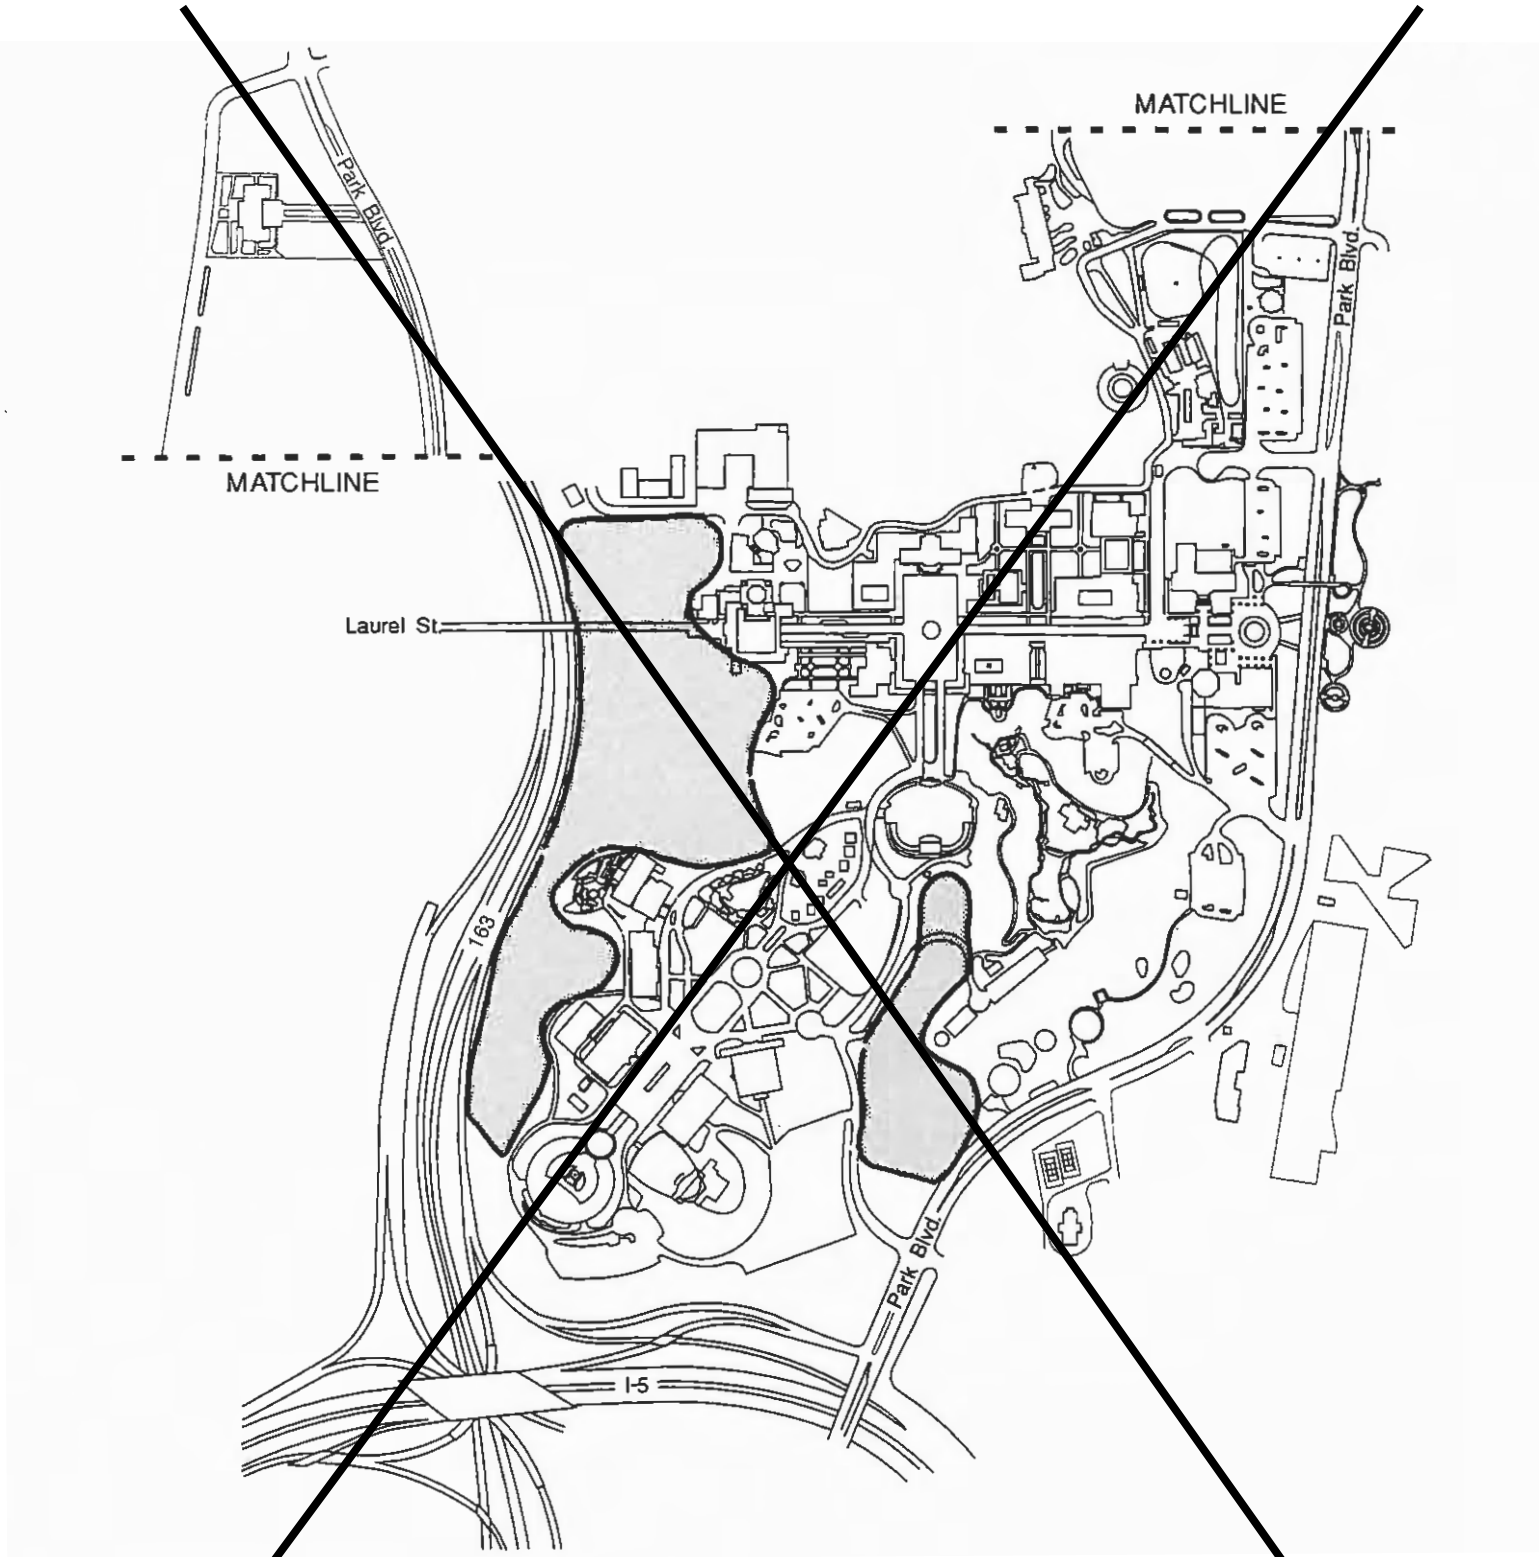 MATCHLINE
Park Blvd.
Park Blvd.
MATCHLINE
Laurel St.
163
Park Blvd.
I-5